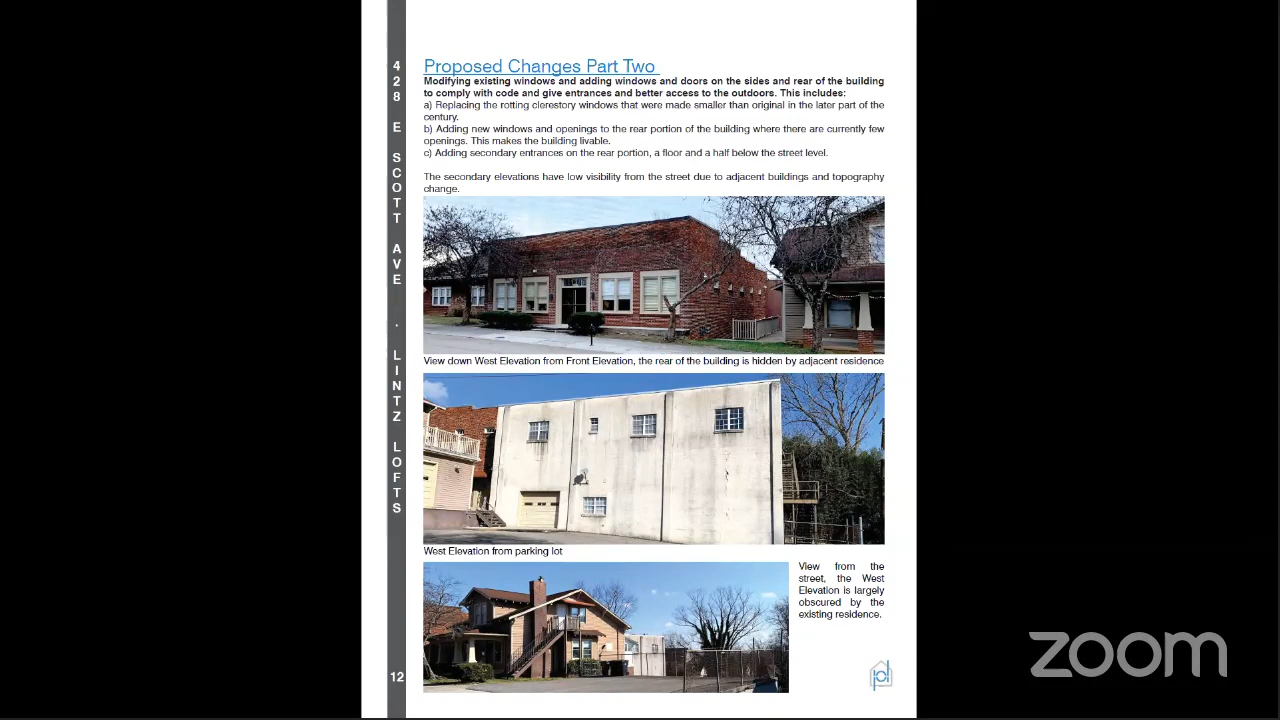 428 E SCOTT AVE . LINTZ LOFTS
Proposed Changes Part Two
Modifying existing windows and adding windows and doors on the sides and rear of the building
to comply with code and give entrances and better access to the outdoors. This includes:
a) Replacing the rotting clerestory windows that were made smaller than original in the later part of the
century.
b) Adding new windows and openings to the rear portion of the building where there are currently few
openings. This makes the building livable.
c) Adding secondary entrances on the rear portion, a floor and a half below the street level.
The secondary elevations have low visibility from the street due to adjacent buildings and topography
change.
View down West Elevation from Front Elevation, the rear of the building is hidden by adjacent residence
West Elevation from parking lot
View from the
street, the West
Elevation is largely
obscured by the
existing residence.
12
zoom